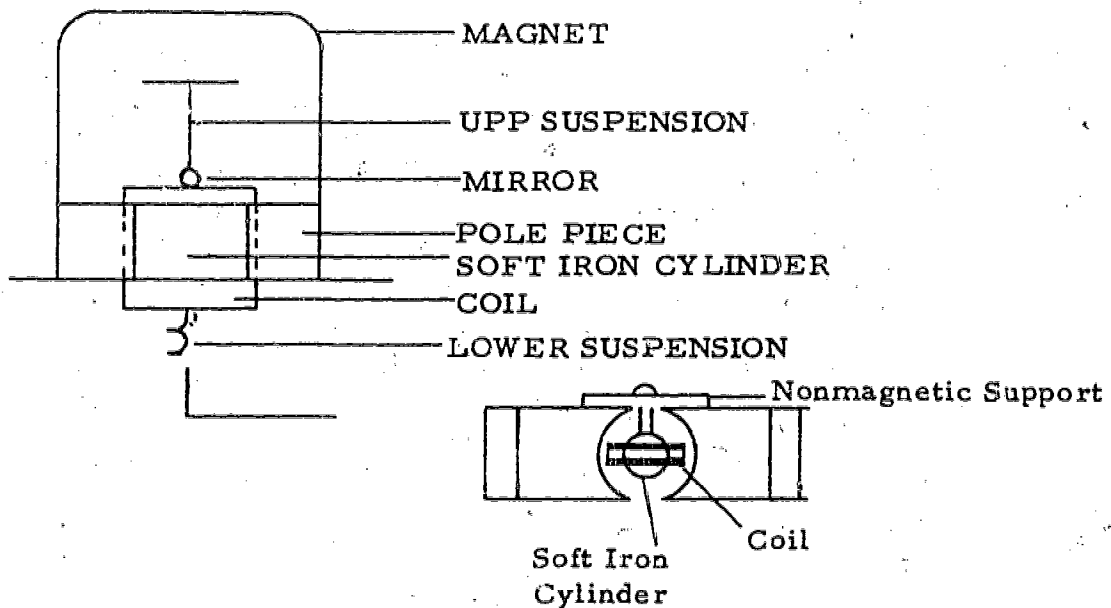 MAGNET
UPP SUSPENSION
MIRROR
POLE PIECE
SOFT IRON CYLINDER
COIL
LOWER SUSPENSION
Nonmagnetic Support
Coil
Soft Iron
Cylinder